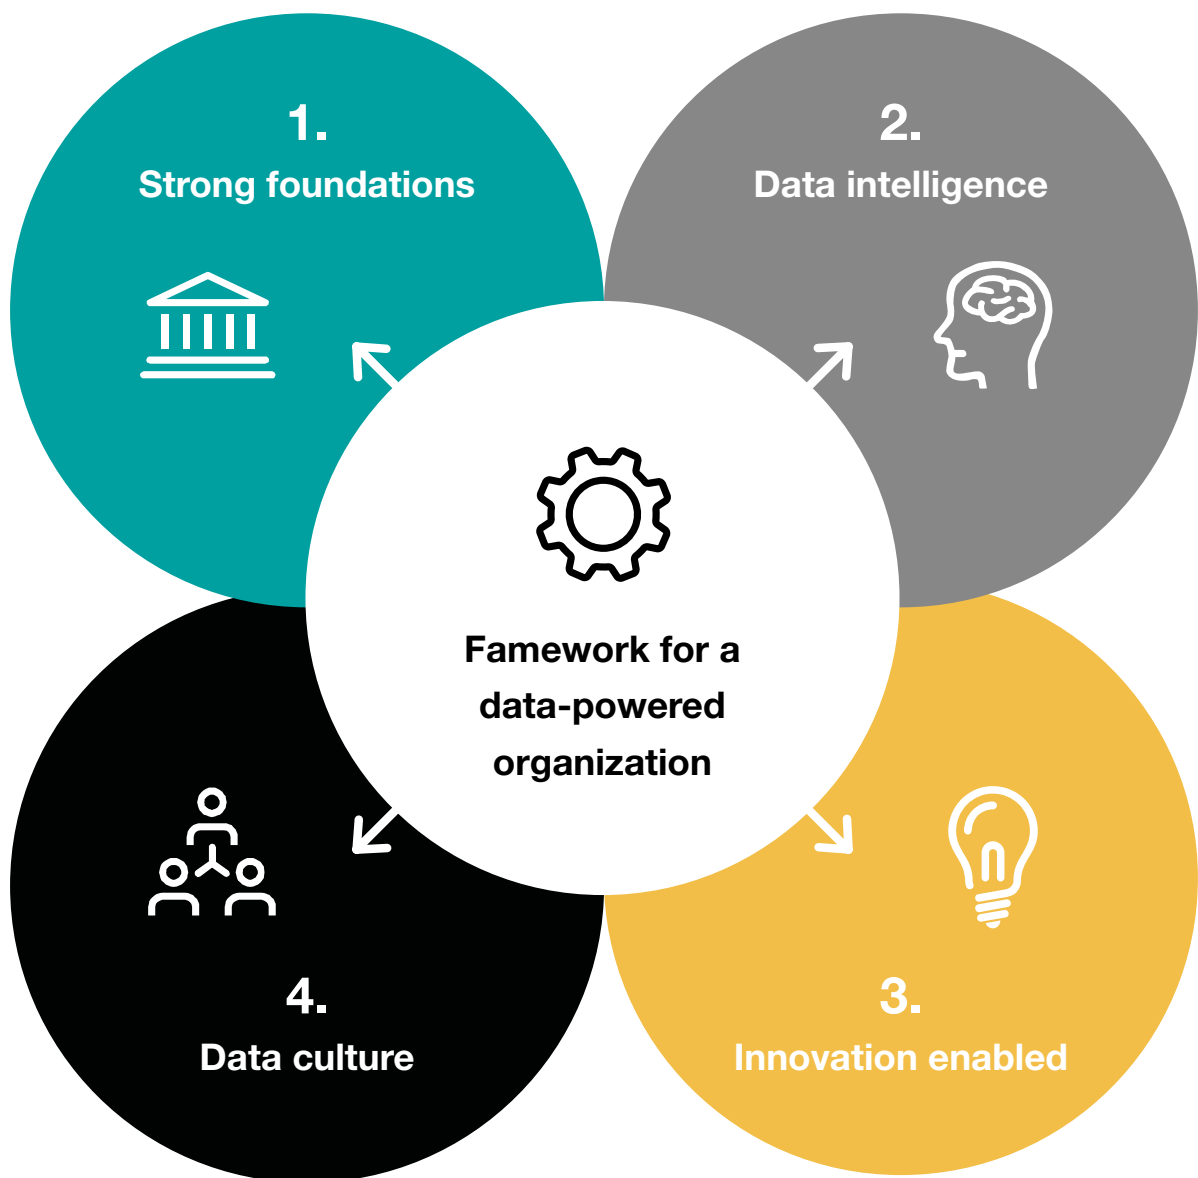 1.
Strong foundations
2.
Data intelligence
Famework for a
data-powered
organization
4.
Data culture
3.
Innovation enabled